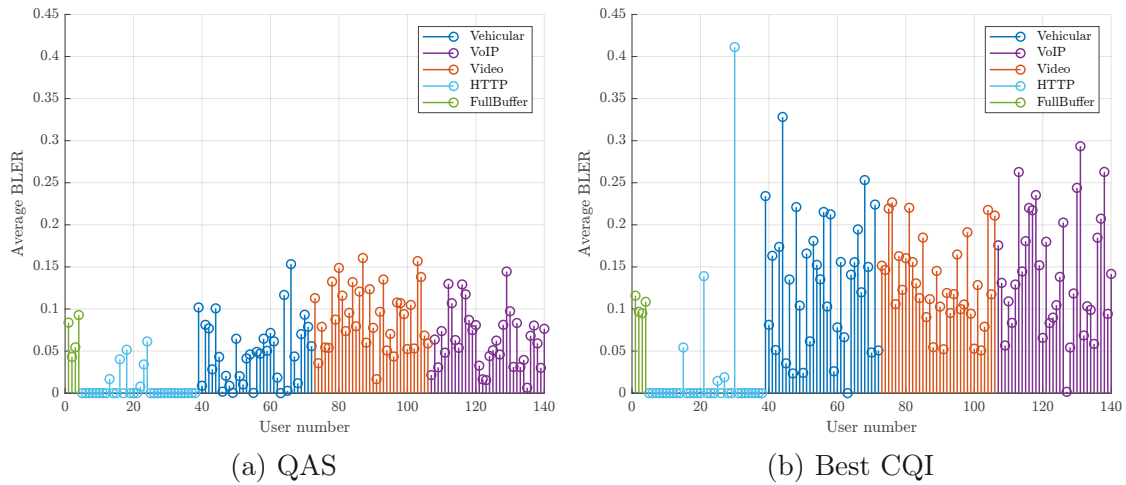 0.45
0.4
0.35
0.3
0.25
0.2
0.15
0.1
0.05
0
Average BLER
0 20 40 60 80 100 120 140
User number
Vehicular
VoIP
Video
HTTP
FullBuffer
(a) QAS
0.45
0.4
0.35
0.3
0.25
0.2
0.15
0.1
0.05
0
Average BLER
0 20 40 60 80 100 120 140
User number
Vehicular
VoIP
Video
HTTP
FullBuffer
(b) Best CQI